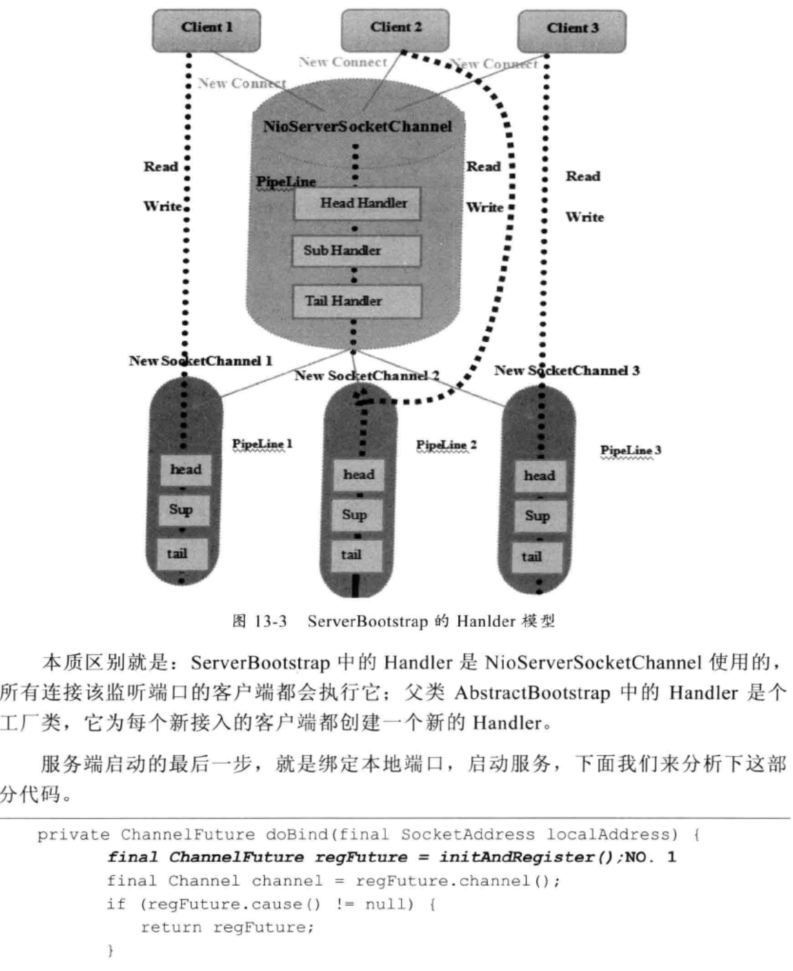 Client 1
Client 2
Client 3
New Connect
New Connect
New Connect
NioServerSocketChannel
Read
Write
Read
Write
Read
Write
PipeLine
Head Handler
Sub Handler
Tail Handler
New SocketChannel 1
New SocketChannel 2
New SocketChannel 3
PipeLine 1
PipeLine 2
PipeLine 3
head
Sup
tail
head
Sup
tail
head
Sup
tail
图 13-3 ServerBootstrap 的 Hanlder 模型
本质区别就是：ServerBootstrap 中的 Handler 是 NioServerSocketChannel 使用的，
所有连接该监听端口的客户端都会执行它；父类 AbstractBootstrap 中的 Handler 是个
工厂类，它为每个新接入的客户端都创建一个新的 Handler。
服务端启动的最后一步，就是绑定本地端口，启动服务，下面我们来分析下这部
分代码。
private ChannelFuture doBind(final SocketAddress localAddress) {
final ChannelFuture regFuture = initAndRegister();NO. 1
final Channel channel = regFuture.channel();
if (regFuture.cause() != null) {
return regFuture;
}